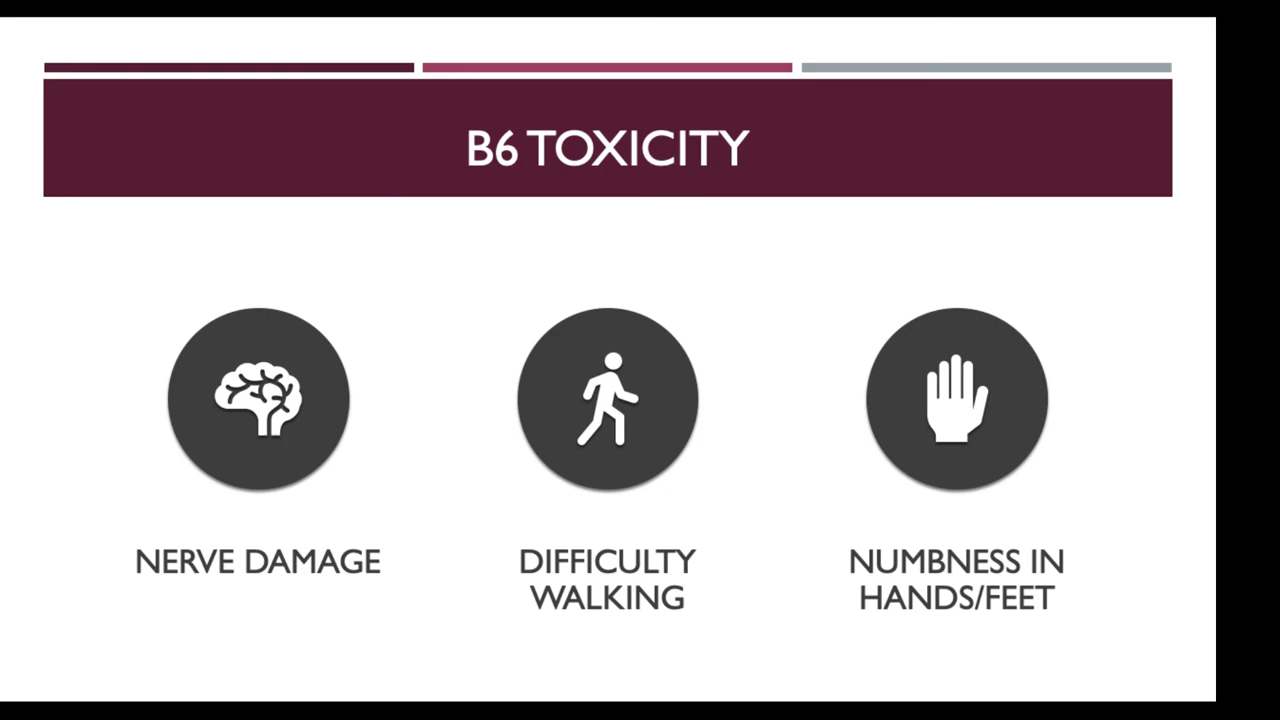 B6 TOXICITY
NERVE DAMAGE
DIFFICULTY
WALKING
NUMBNESS IN
HANDS/FEET